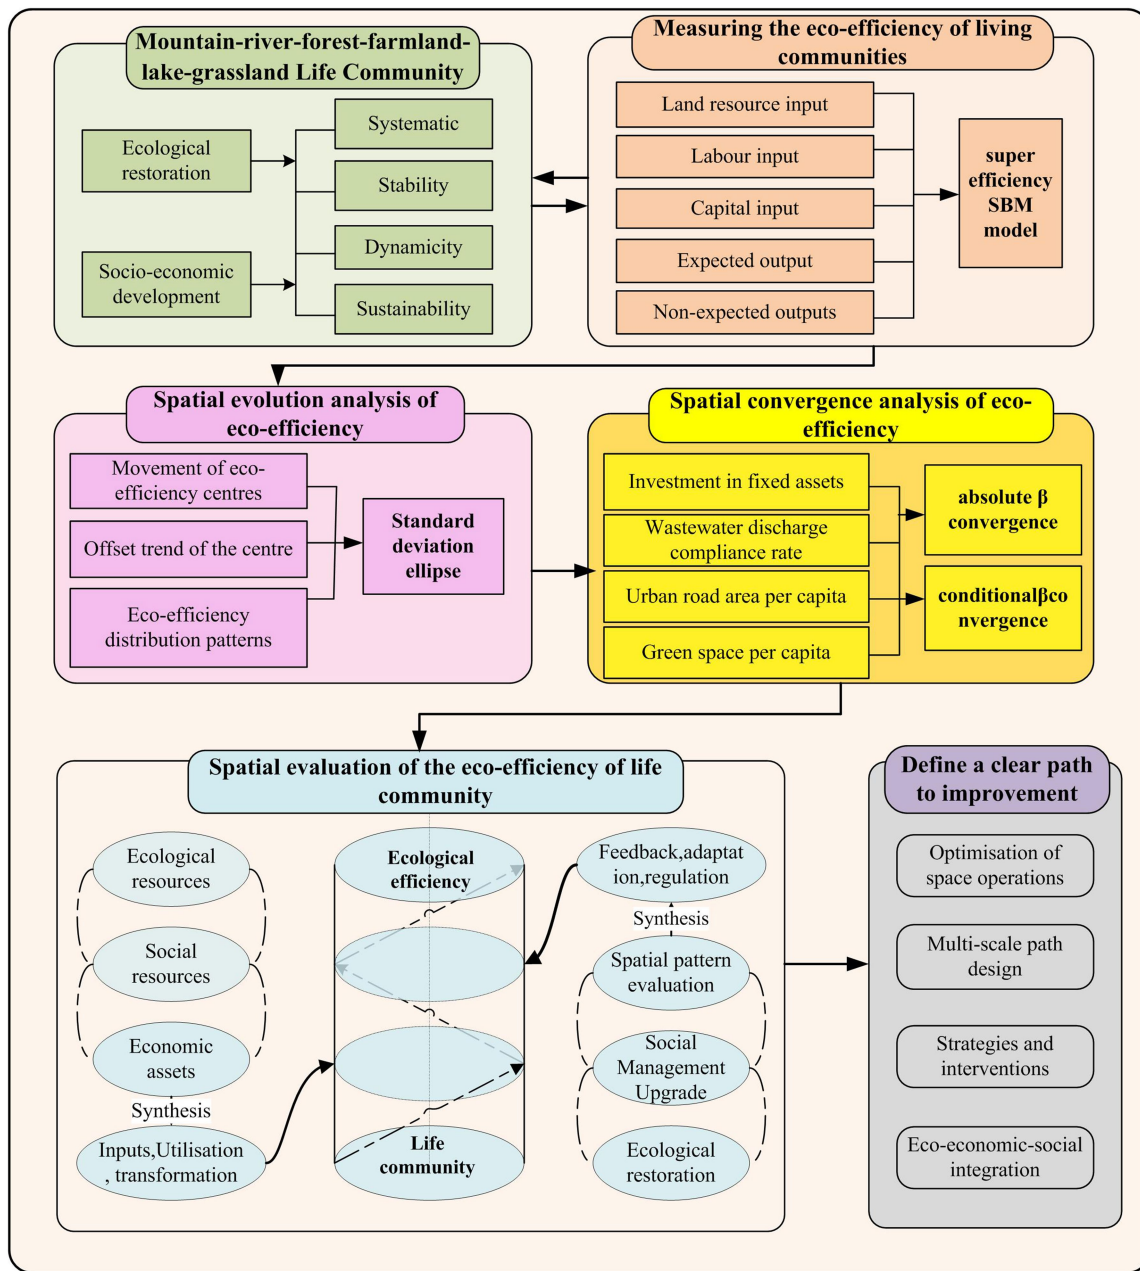 Mountain-river-forest-farmland-
lake-grassland Life Community
Ecological
restoration
Socio-economic
development
Systematic
Stability
Dynamicity
Sustainability
Measuring the eco-efficiency of living
communities
Land resource input
Labour input
Capital input
Expected output
Non-expected outputs
super
efficiency
SBM
model
Spatial evolution analysis of
eco-efficiency
Movement of eco-
efficiency centres
Offset trend of the centre
Eco-efficiency
distribution patterns
Standard
deviation
ellipse
Spatial convergence analysis of eco-
efficiency
Investment in fixed assets
Wastewater discharge
compliance rate
Urban road area per capita
Green space per capita
absolute β
convergence
conditionalβco
nvergence
Spatial evaluation of the eco-efficiency of life
community
Ecological
resources
Social
resources
Economic
assets
Synthesis
Inputs,Utilisation
, transformation
Ecological
efficiency
Life
community
Feedback,adaptat
ion,regulation
Synthesis
Spatial pattern
evaluation
Social
Management
Upgrade
Ecological
restoration
Define a clear path
to improvement
Optimisation of
space operations
Multi-scale path
design
Strategies and
interventions
Eco-economic-social
integration